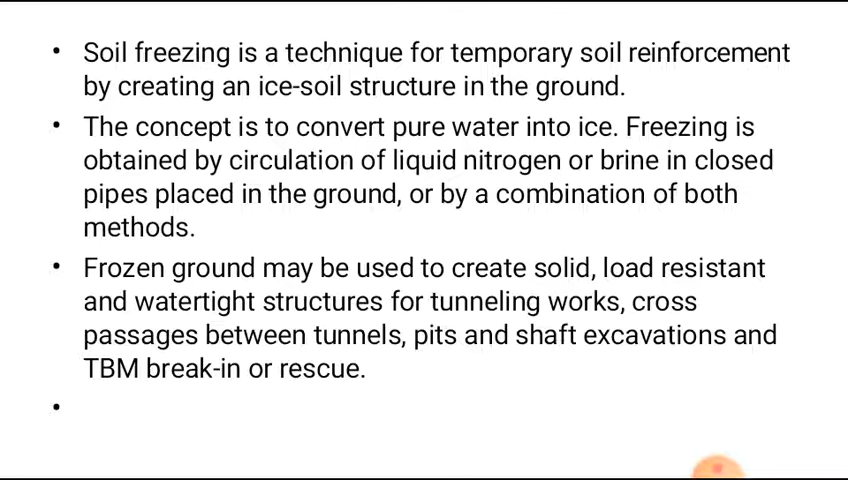 • Soil freezing is a technique for temporary soil reinforcement
by creating an ice-soil structure in the ground.
• The concept is to convert pure water into ice. Freezing is
obtained by circulation of liquid nitrogen or brine in closed
pipes placed in the ground, or by a combination of both
methods.
• Frozen ground may be used to create solid, load resistant
and watertight structures for tunneling works, cross
passages between tunnels, pits and shaft excavations and
TBM break-in or rescue.
•